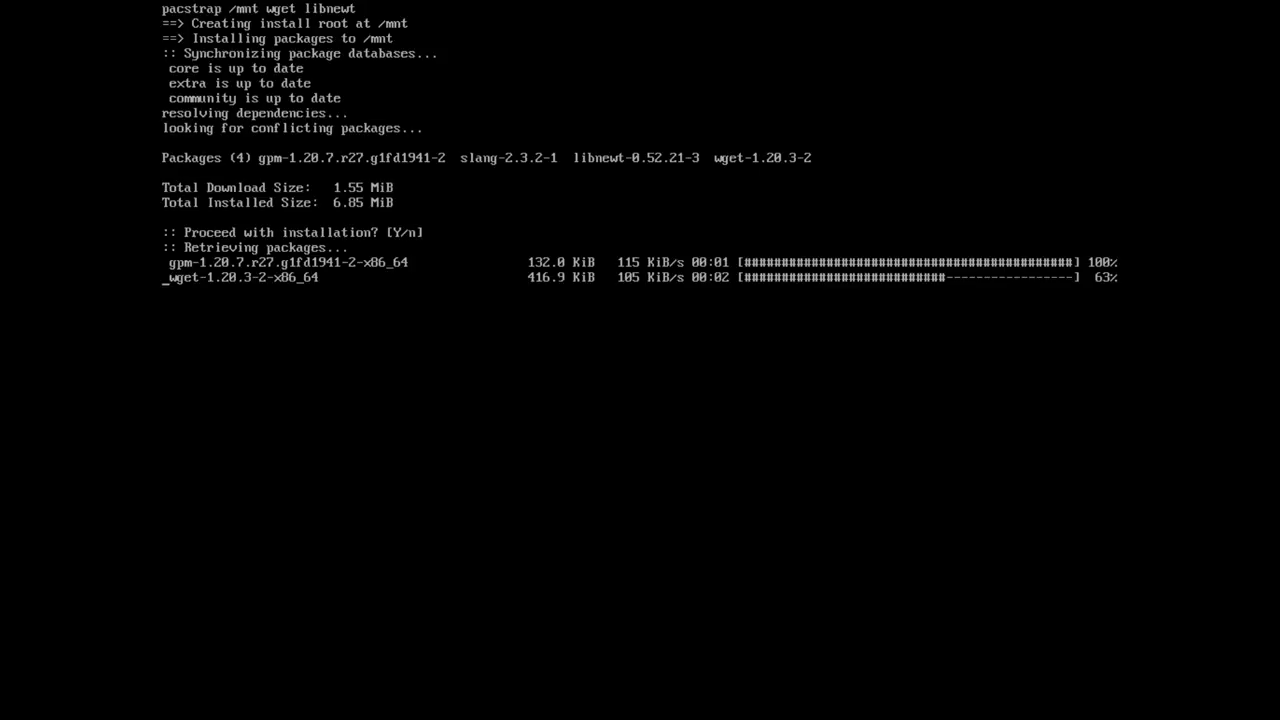 pacstrap /mnt wget libnewt
==> Creating install root at /mnt
==> Installing packages to /mnt
:: Synchronizing package databases...
core is up to date
extra is up to date
community is up to date
resolving dependencies...
looking for conflicting packages...
Packages (4) gpm-1.20.7.r27.g1fd1941-2  slang-2.3.2-1  libnewt-0.52.21-3  wget-1.20.3-2
Total Download Size:   1.55 MiB
Total Installed Size:  6.85 MiB
:: Proceed with installation? [Y/n]
:: Retrieving packages...
gpm-1.20.7.r27.g1fd1941-2-x86_64 132.0 KiB 115 KiB/s 00:01 [############################################] 100%
_wget-1.20.3-2-x86_64 416.9 KiB 105 KiB/s 00:02 [###########################-----------------] 63%